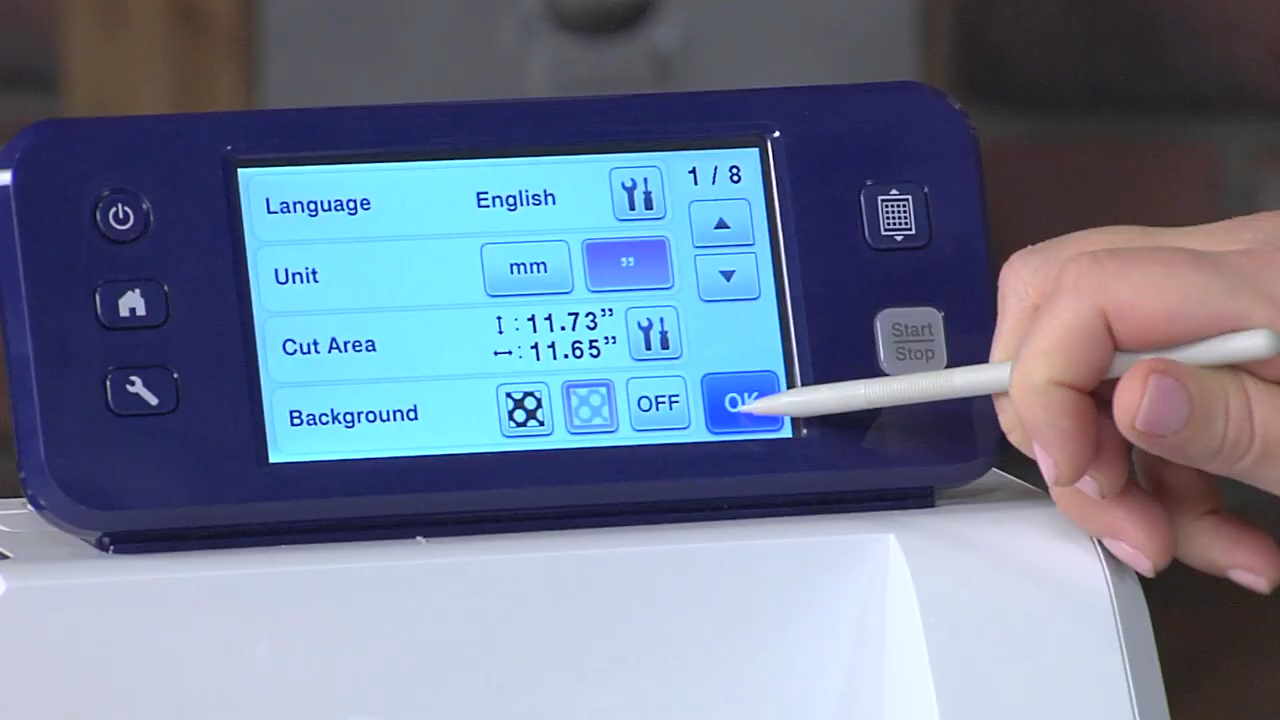 Language English 1 / 8
Unit mm ”
Cut Area : 11.73”
: 11.65”
Background OFF OK
Start
Stop